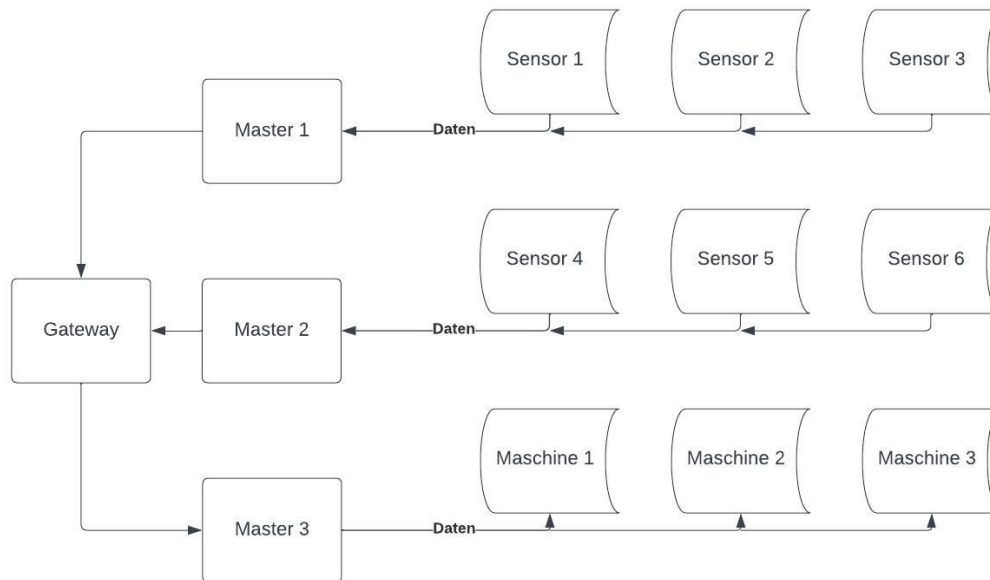 Sensor 1
Sensor 2
Sensor 3
Master 1
Daten
Sensor 4
Sensor 5
Sensor 6
Gateway
Master 2
Daten
Maschine 1
Maschine 2
Maschine 3
Master 3
Daten